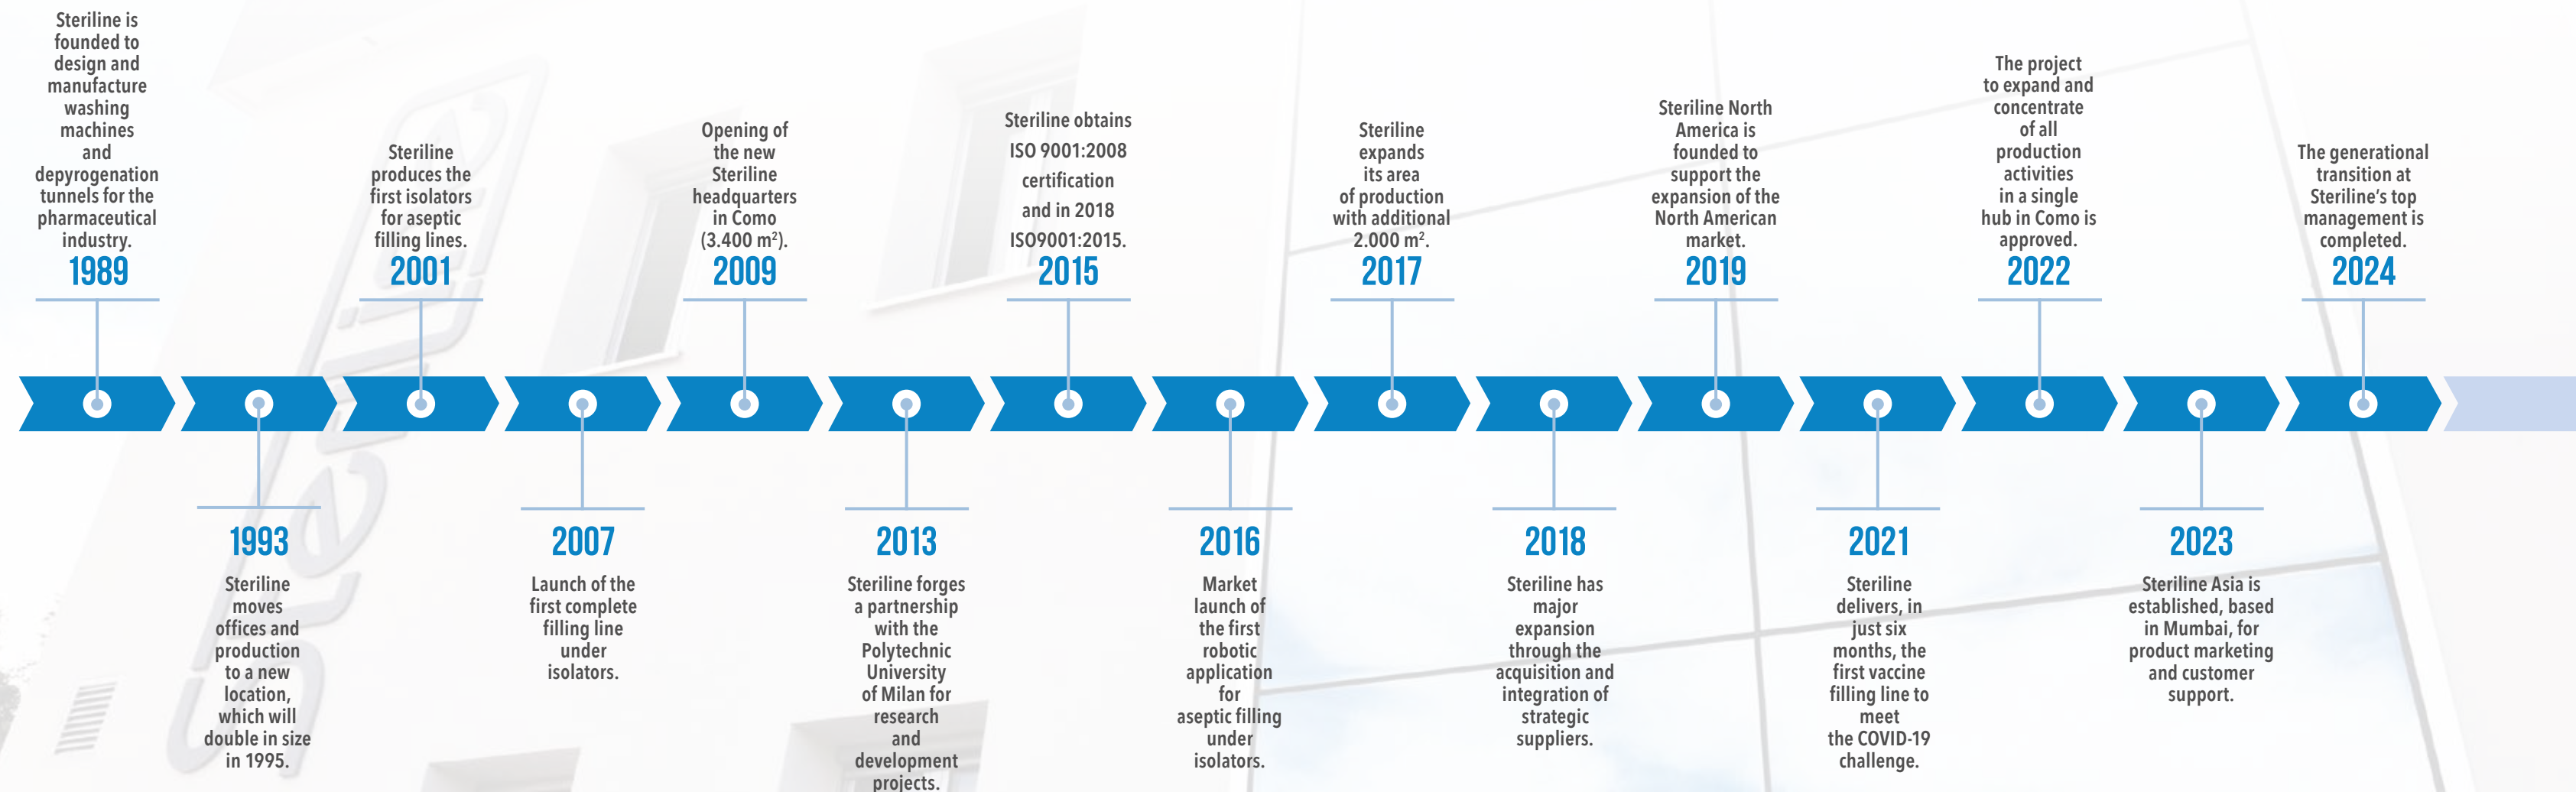 Steriline is
founded to
design and
manufacture
washing
machines
and
depyrogenation
tunnels for the
pharmaceutical
industry.
1989
1993
Steriline
moves
offices and
production
to a new
location,
which will
double in size
in 1995.
Steriline
produces the
first isolators
for aseptic
filling lines.
2001
2007
Launch of the
first complete
filling line
under
isolators.
Opening of
the new
Steriline
headquarters
in Como
(3.400 m²).
2009
2013
Steriline forges
a partnership
with the
Polytechnic
University
of Milan for
research
and
development
projects.
Steriline obtains
ISO 9001:2008
certification
and in 2018
ISO9001:2015.
2015
2016
Market
launch of
the first
robotic
application
for
aseptic filling
under
isolators.
Steriline
expands
its area
of production
with additional
2.000 m².
2017
2018
Steriline has
major
expansion
through the
acquisition and
integration of
strategic
suppliers.
Steriline North
America is
founded to
support the
expansion of the
North American
market.
2019
2021
Steriline
delivers, in
just six
months, the
first vaccine
filling line to
meet
the COVID-19
challenge.
The project
to expand and
concentrate
of all
production
activities
in a single
hub in Como is
approved.
2022
2023
Steriline Asia is
established, based
in Mumbai, for
product marketing
and customer
support.
The generational
transition at
Steriline's top
management is
completed.
2024
steriline